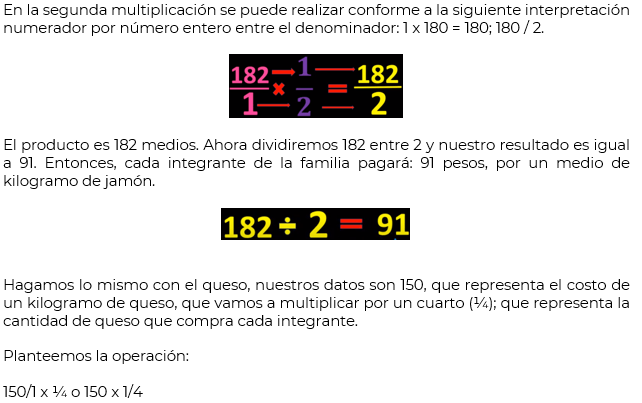 En la segunda multiplicación se puede realizar conforme a la siguiente interpretación
numerador por número entero entre el denominador: 1 x 180 = 180; 180 / 2.
182/1 × 1/2 = 182/2
El producto es 182 medios. Ahora dividiremos 182 entre 2 y nuestro resultado es igual
a 91. Entonces, cada integrante de la familia pagará: 91 pesos, por un medio de
kilogramo de jamón.
182 ÷ 2 = 91
Hagamos lo mismo con el queso, nuestros datos son 150, que representa el costo de
un kilogramo de queso, que vamos a multiplicar por un cuarto (¼); que representa la
cantidad de queso que compra cada integrante.
Planteemos la operación:
150/1 x ¼ o 150 x 1/4